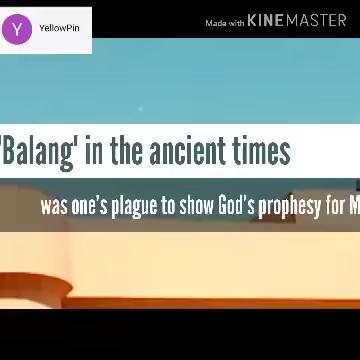 Y YellowPin
Made with KINEMASTER
'Balang' in the ancient times
was one's plague to show God's prophesy for M